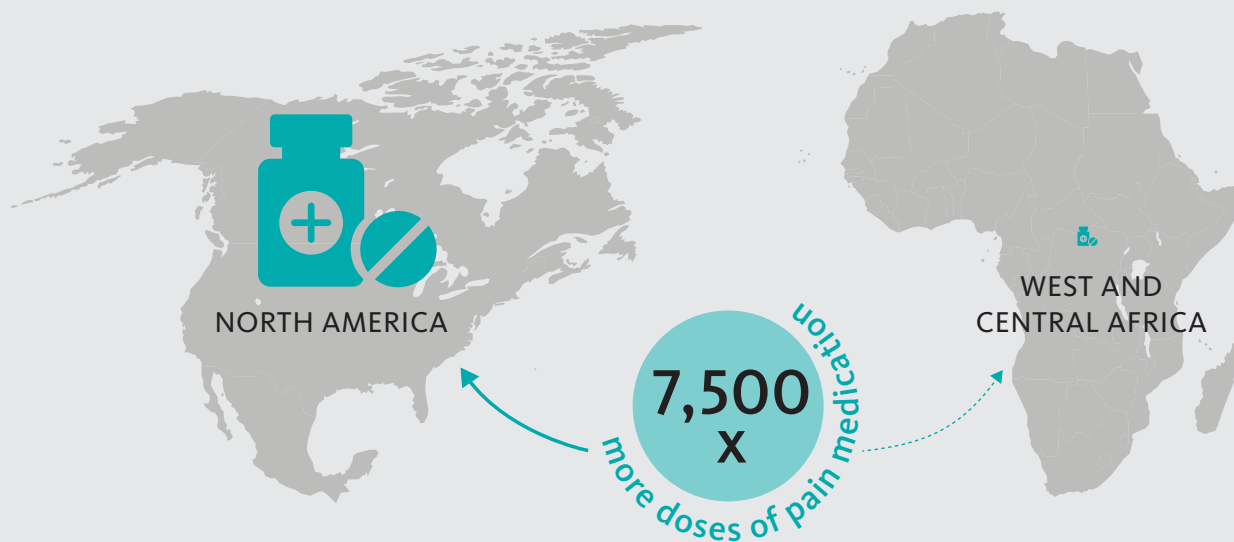 NORTH AMERICA
WEST AND
CENTRAL AFRICA
7,500
x
more doses of pain medication